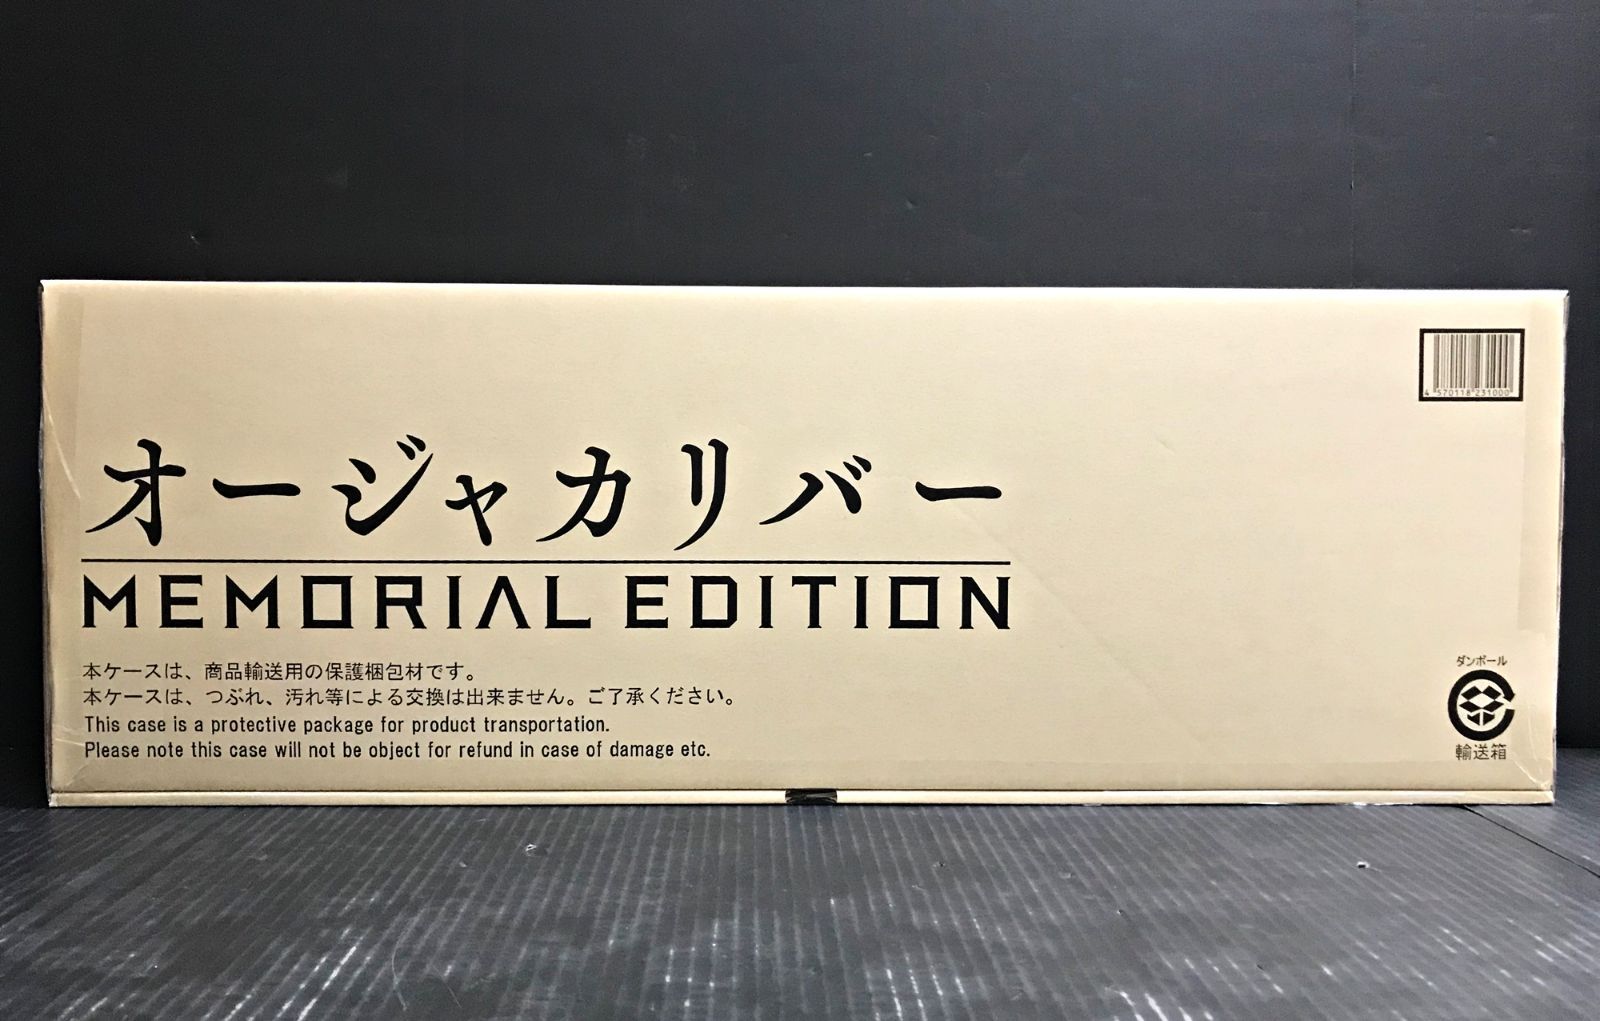 4 570118 231000
オージャカリバー
MEMORIAL EDITION
本ケースは、商品輸送用の保護梱包材です。
本ケースは、つぶれ、汚れ等による交換は出来ません。ご了承ください。
This case is a protective package for product transportation.
Please note this case will not be object for refund in case of damage etc.
ダンボール
輸送箱